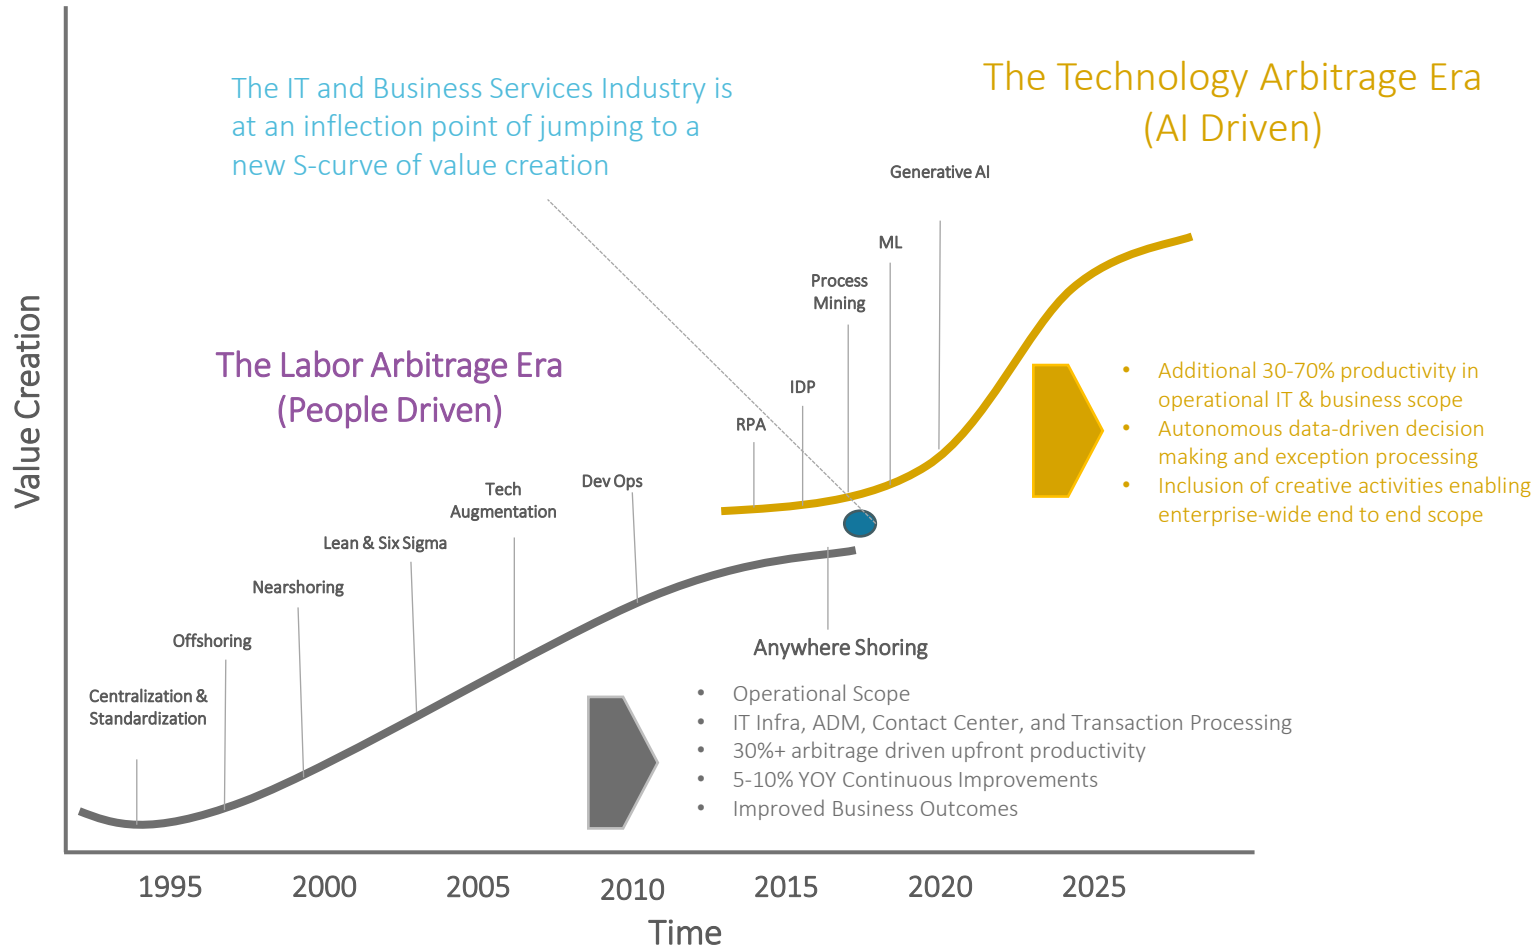 The IT and Business Services Industry is
at an inflection point of jumping to a
new S-curve of value creation
The Technology Arbitrage Era
(AI Driven)
Generative AI
ML
Process
Mining
IDP
RPA
The Labor Arbitrage Era
(People Driven)
Dev Ops
Tech
Augmentation
Lean & Six Sigma
Nearshoring
Offshoring
Centralization &
Standardization
Value Creation
• Additional 30-70% productivity in
operational IT & business scope
• Autonomous data-driven decision
making and exception processing
• Inclusion of creative activities enabling
enterprise-wide end to end scope
Anywhere Shoring
• Operational Scope
• IT Infra, ADM, Contact Center, and Transaction Processing
• 30%+ arbitrage driven upfront productivity
• 5-10% YOY Continuous Improvements
• Improved Business Outcomes
1995 2000 2005 2010 2015 2020 2025
Time